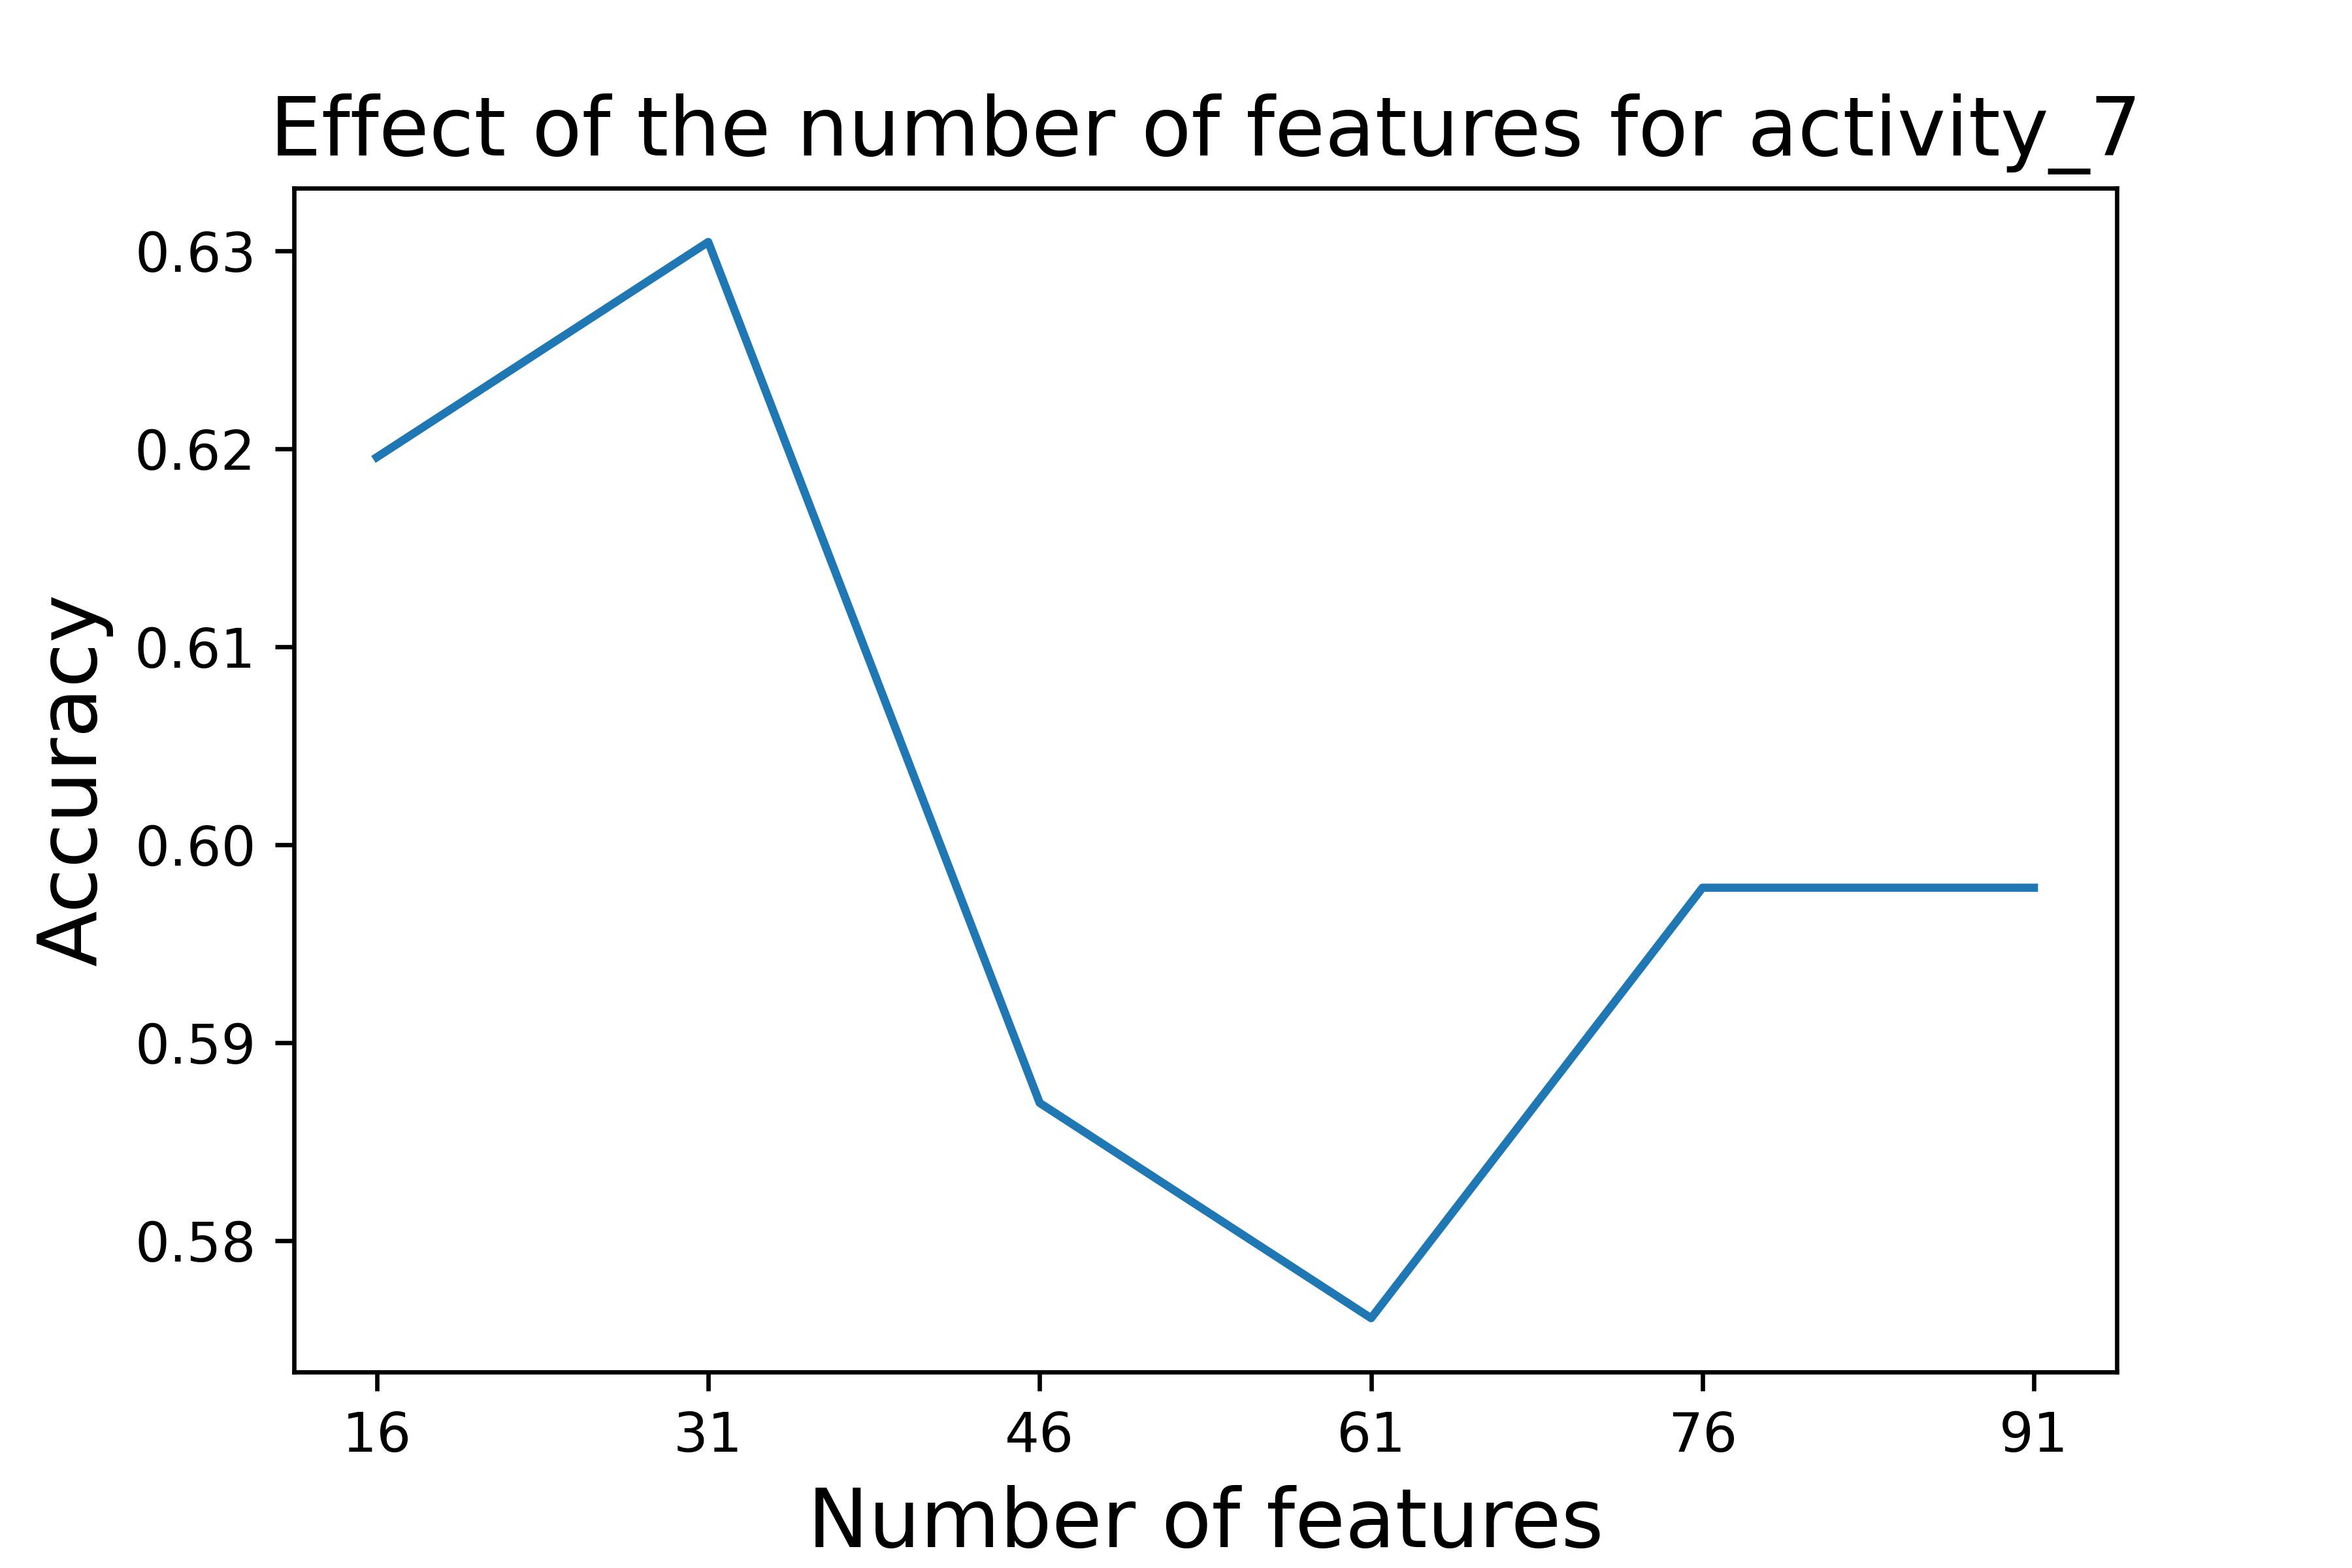 Effect of the number of features for activity_7
Accuracy
0.63
0.62
0.61
0.60
0.59
0.58
16 31 46 61 76 91
Number of features